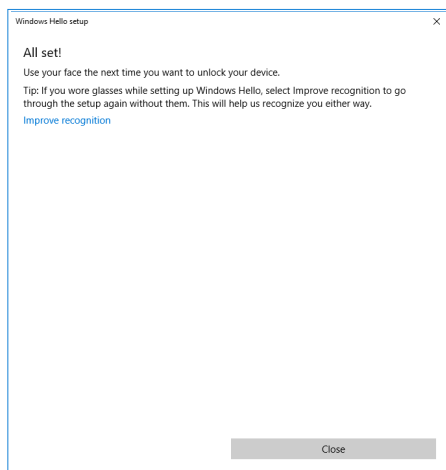 Windows Hello setup
All set!
Use your face the next time you want to unlock your device.
Tip: If you wore glasses while setting up Windows Hello, select Improve recognition to go
through the setup again without them. This will help us recognize you either way.
Improve recognition
Close